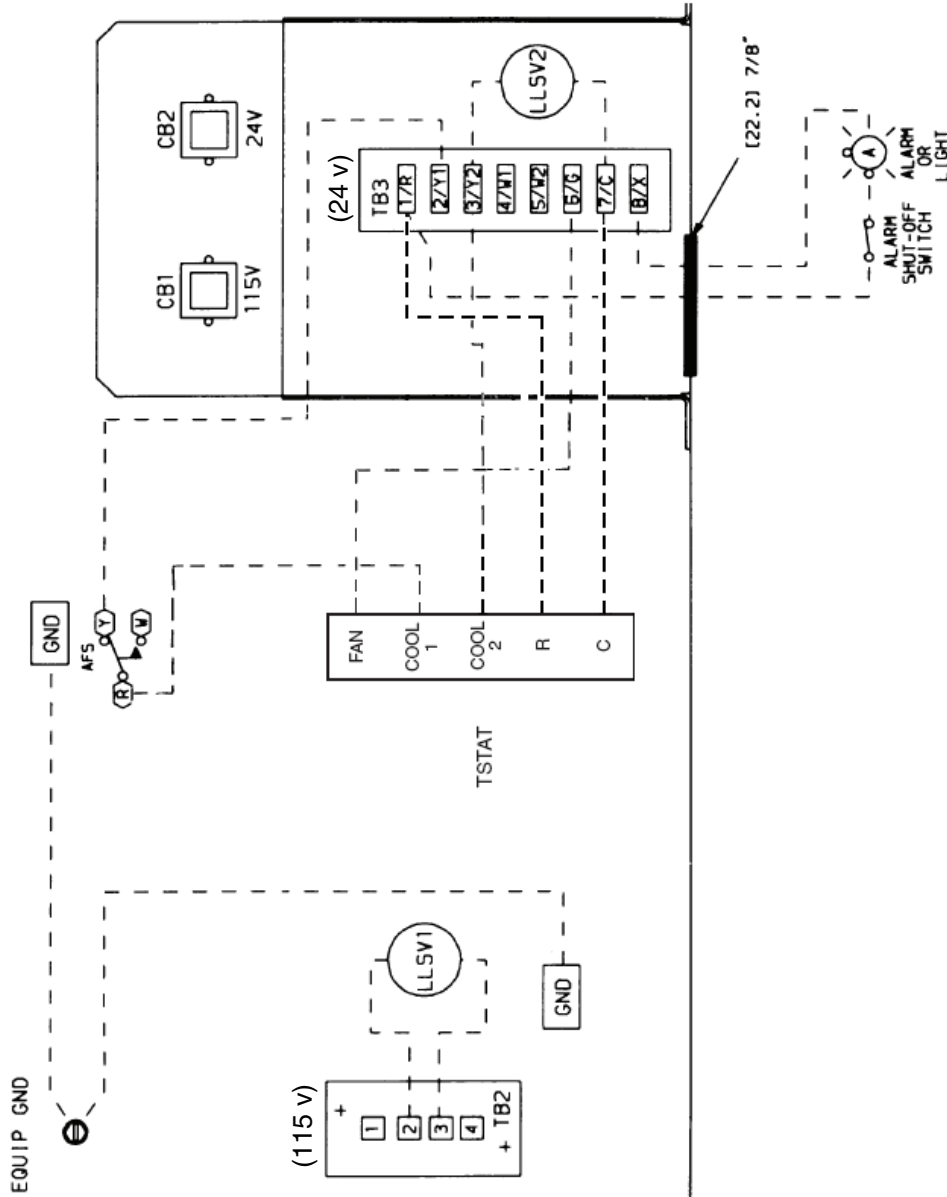 EQUIP GND
GND
AFS
R
Y
W
CB1
115V
CB2
24V
(24 v)
TB3
1/R
2/Y1
3/Y2
4/W1
5/W2
6/G
7/C
8/X
LLSV2
TSTAT
FAN
COOL
1
COOL
2
R
C
(115 v)
+
1
2
3
4
+ TB2
LLSV1
GND
[22.2] 7/8"
ALARM
SHUT-OFF
SWITCH
A
ALARM
OR
LIGHT